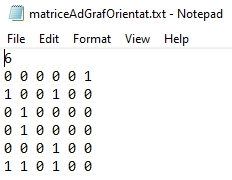 matriceAdGrafOrientat.txt - Notepad
File Edit Format View Help
6
0 0 0 0 0 1
1 0 0 1 0 0
0 1 0 0 0 0
0 1 0 0 0 0
0 0 0 1 0 0
1 1 0 1 0 0